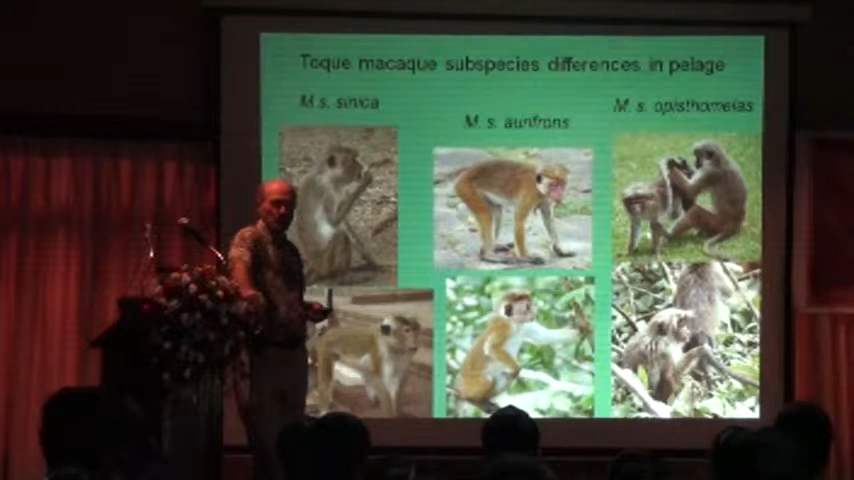 Toque macaque subspecies differences in pelage
M.s. sinica
M. s. aurifrons
M. s. opisthomelas